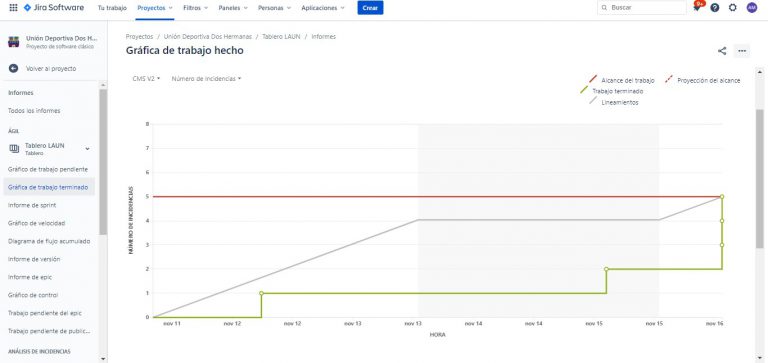 Jira Software
Tu trabajo
Proyectos
Filtros
Paneles
Personas
Aplicaciones
Crear
Buscar
9+
?
AM
Unión Deportiva Dos H...
Proyecto de software clásico
Volver al proyecto
Informes
Todos los informes
ÁGIL
Tablero LAUN
Tablero
Gráfico de trabajo pendiente
Gráfica de trabajo terminado
Informe de sprint
Gráfico de velocidad
Diagrama de flujo acumulado
Informe de versión
Informe de epic
Gráfico de control
Trabajo pendiente del epic
Trabajo pendiente de public...
ANÁLISIS DE INCIDENCIAS
Proyectos / Unión Deportiva Dos Hermanas / Tablero LAUN / Informes
Gráfica de trabajo hecho
CMS V2
Número de incidencias
Alcance del trabajo
Proyección del alcance
Trabajo terminado
Lineamientos
NÚMERO DE INCIDENCIAS
8
7
6
5
4
3
2
1
0
nov 11
nov 12
nov 12
nov 13
nov 13
nov 14
nov 14
nov 15
nov 15
nov 16
HORA